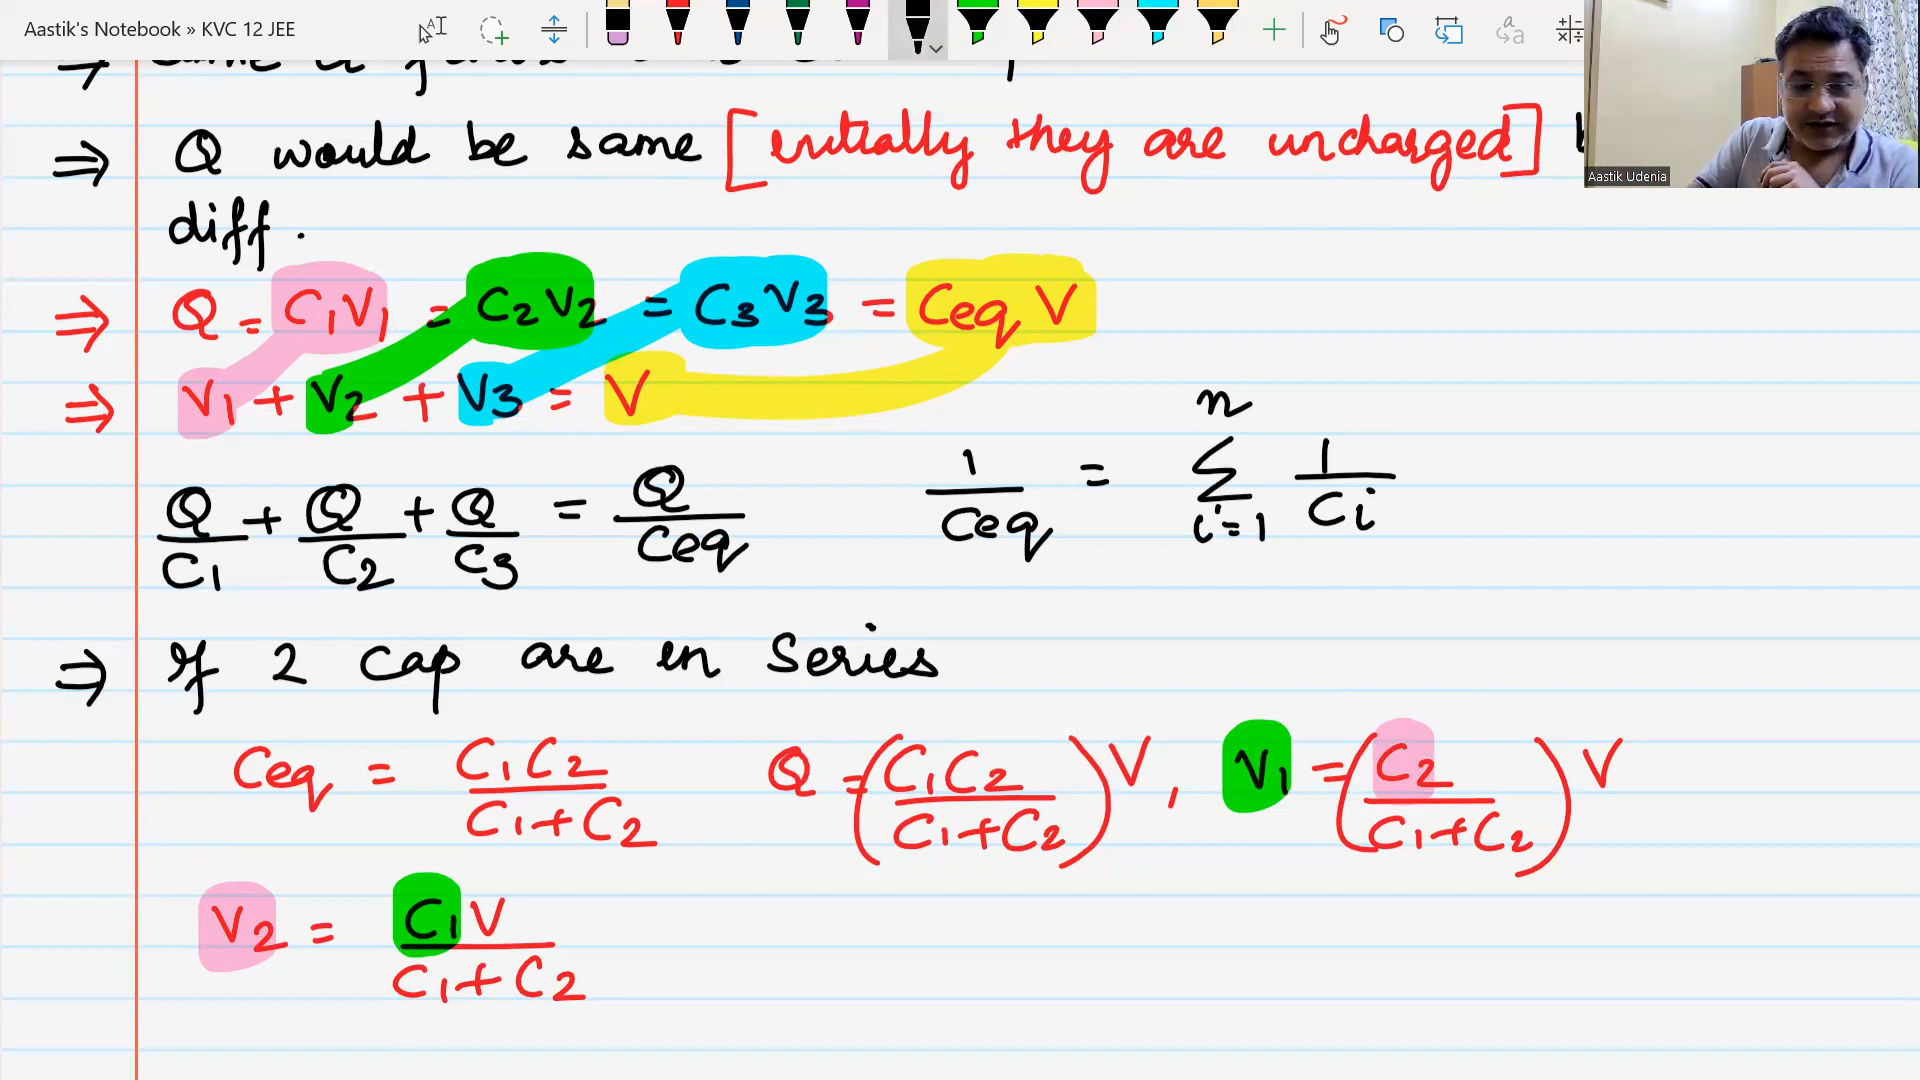 Aastik's Notebook » KVC 12 JEE
Aastik Udenia
⇒ Q would be same [initially they are uncharged]
diff.
⇒ Q = C₁V₁ = C₂V₂ = C₃V₃ = Ceq V
⇒ V₁ + V₂ + V₃ = V
Q/C₁ + Q/C₂ + Q/C₃ = Q/Ceq    1/Ceq = Σ_{i=1}^{n} 1/Ci
⇒ If 2 Cap are in Series
Ceq = C₁C₂/(C₁+C₂)    Q = (C₁C₂/(C₁+C₂)) V, V₁ = (C₂/(C₁+C₂)) V
V₂ = C₁V/(C₁+C₂)